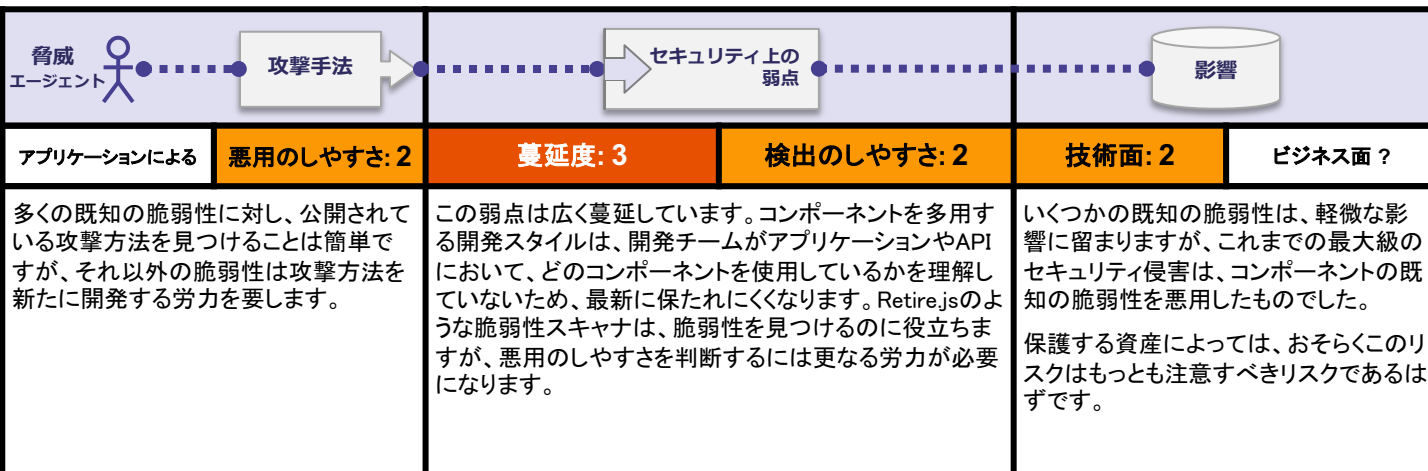 脅威
エージェント
攻撃手法
セキュリティ上の
弱点
影響
アプリケーションによる
悪用のしやすさ: 2
蔓延度: 3
検出のしやすさ: 2
技術面: 2
ビジネス面 ?
多くの既知の脆弱性に対し、公開されて
いる攻撃方法を見つけることは簡単で
すが、それ以外の脆弱性は攻撃方法を
新たに開発する労力を要します。
この弱点は広く蔓延しています。コンポーネントを多用す
る開発スタイルは、開発チームがアプリケーションやAPI
において、どのコンポーネントを使用しているかを理解し
ていないため、最新に保たれにくくなります。Retire.jsのよ
うな脆弱性スキャナは、脆弱性を見つけるのに役立ちま
すが、悪用のしやすさを判断するには更なる労力が必要
になります。
いくつかの既知の脆弱性は、軽微な影
響に留まりますが、これまでの最大級の
セキュリティ侵害は、コンポーネントの既
知の脆弱性を悪用したものでした。
保護する資産によっては、おそらくこのリ
スクはもっとも注意すべきリスクであるは
ずです。